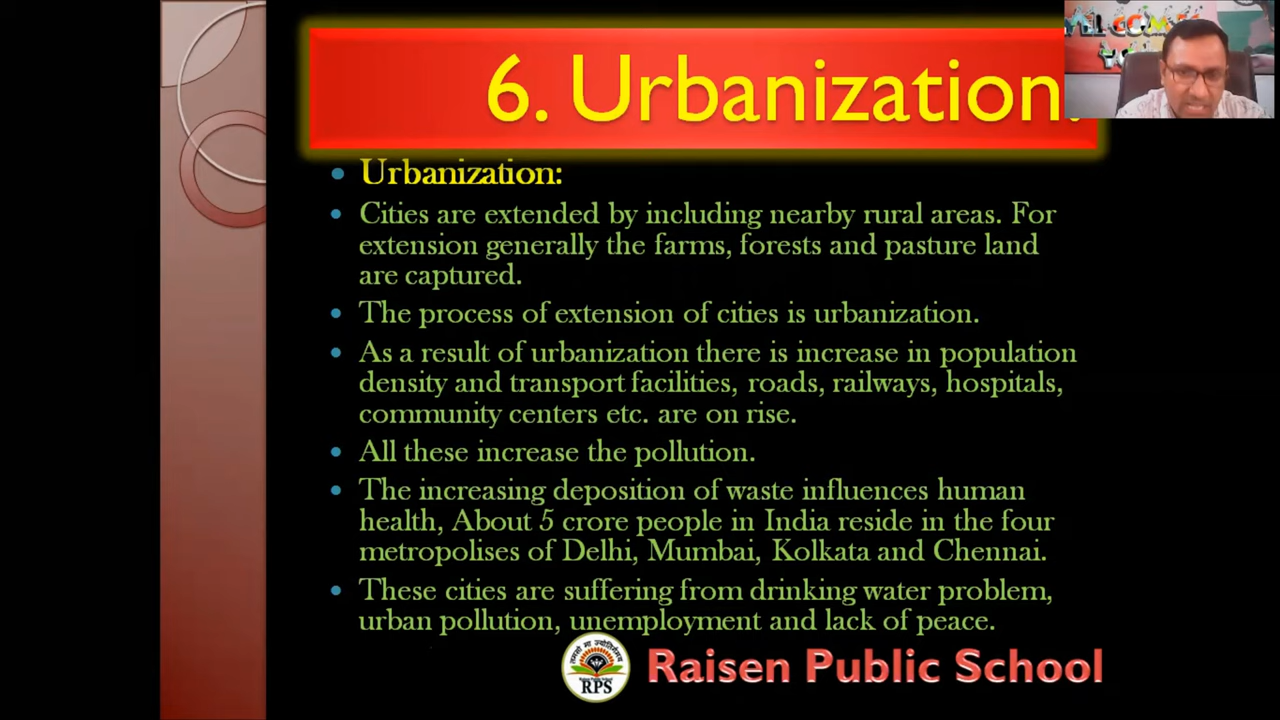 6. Urbanization.
Urbanization:
Cities are extended by including nearby rural areas. For
extension generally the farms, forests and pasture land
are captured.
The process of extension of cities is urbanization.
As a result of urbanization there is increase in population
density and transport facilities, roads, railways, hospitals,
community centers etc. are on rise.
All these increase the pollution.
The increasing deposition of waste influences human
health, About 5 crore people in India reside in the four
metropolises of Delhi, Mumbai, Kolkata and Chennai.
These cities are suffering from drinking water problem,
urban pollution, unemployment and lack of peace.
तमसो मा ज्योतिर्गमय
RPS
Raisen Public School